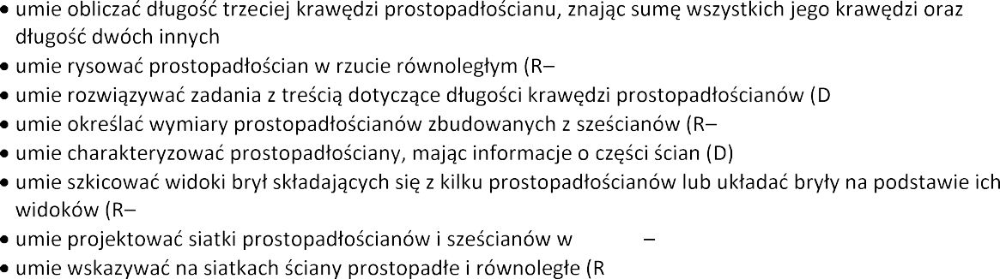 • umie obliczać długość trzeciej krawędzi prostopadłościanu, znając sumę wszystkich jego krawędzi oraz
długość dwóch innych
• umie rysować prostopadłościan w rzucie równoległym (R–
• umie rozwiązywać zadania z treścią dotyczące długości krawędzi prostopadłościanów (D
• umie określać wymiary prostopadłościanów zbudowanych z sześcianów (R–
• umie charakteryzować prostopadłościany, mając informacje o części ścian (D)
• umie szkicować widoki brył składających się z kilku prostopadłościanów lub układać bryły na podstawie ich
widoków (R–
• umie projektować siatki prostopadłościanów i sześcianów w –
• umie wskazywać na siatkach ściany prostopadłe i równoległe (R